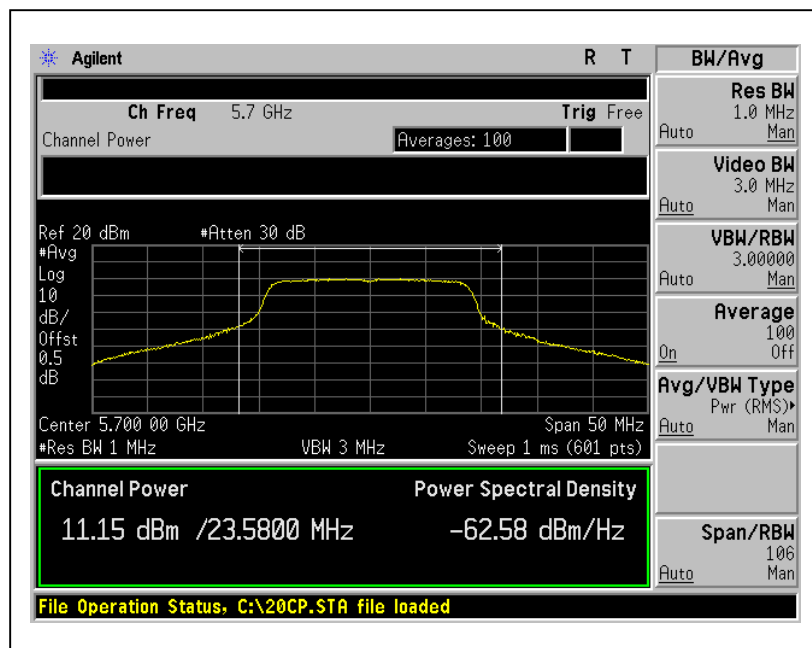 Agilent R T
Ch Freq 5.7 GHz Trig Free
Channel Power Averages: 100
Ref 20 dBm #Atten 30 dB
#Avg
Log
10
dB/
Offst
0.5
dB
Center 5.700 00 GHz Span 50 MHz
#Res BW 1 MHz VBW 3 MHz Sweep 1 ms (601 pts)
Channel Power Power Spectral Density
11.15 dBm /23.5800 MHz -62.58 dBm/Hz
File Operation Status, C:\20CP.STA file loaded
BW/Avg
Res BW
1.0 MHz
Auto Man
Video BW
3.0 MHz
Auto Man
VBW/RBW
3.00000
Auto Man
Average
100
On Off
Avg/VBW Type
Pwr (RMS)▸
Auto Man
Span/RBW
106
Auto Man